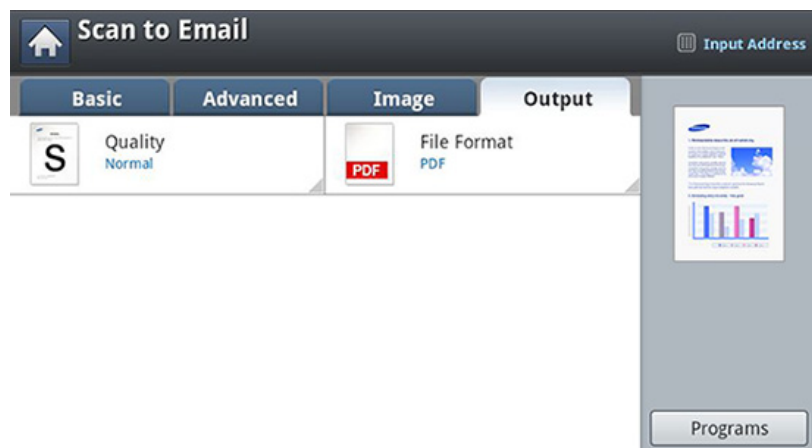 Scan to Email
Input Address
Basic
Advanced
Image
Output
S
Quality
Normal
PDF
File Format
PDF
Programs